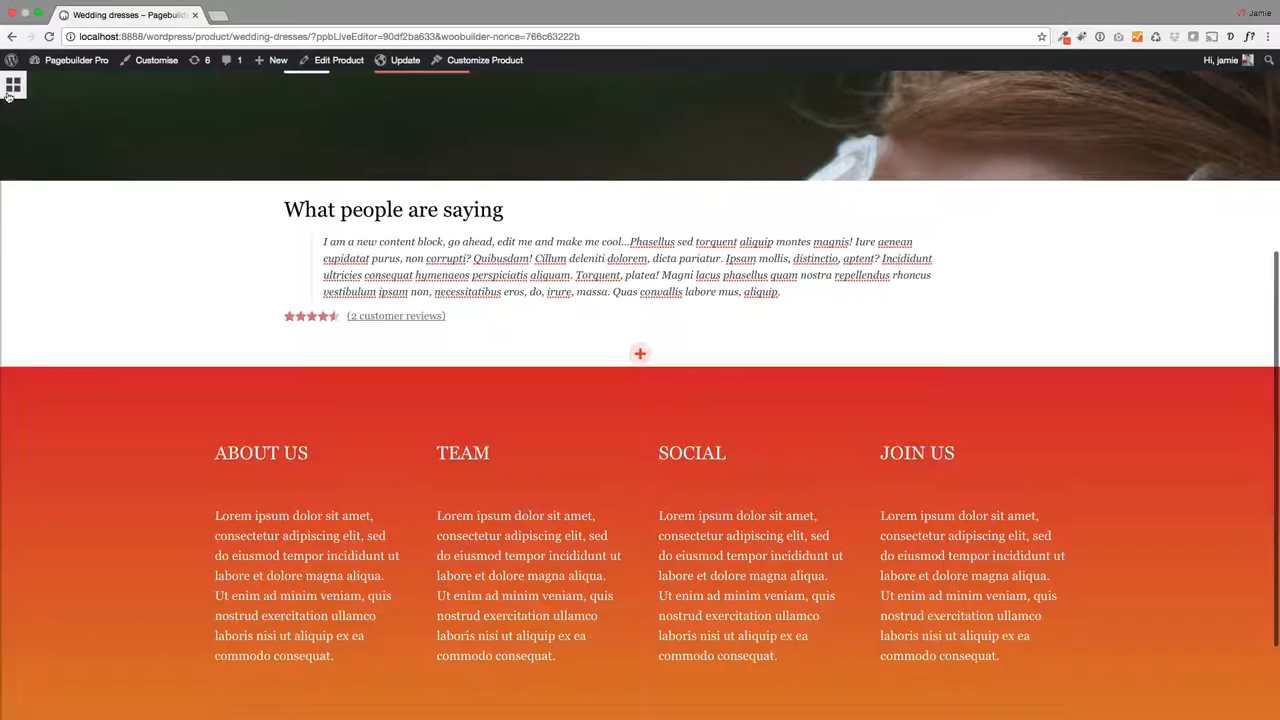 Wedding dresses – Pagebuild
Jamie
localhost:8888/wordpress/product/wedding-dresses/?ppbLiveEditor=90df2ba633&woobuilder-nonce=766c63222b
Pagebuilder Pro Customise 6 1 New Edit Product Update Customize Product Hi, jamie
What people are saying
I am a new content block, go ahead, edit me and make me cool...Phasellus sed torquent aliquip montes magnis! Iure aenean
cupidatat purus, non corrupti? Quibusdam! Cillum deleniti dolorem, dicta pariatur. Ipsam mollis, distinctio, aptent? Incididunt
ultricies consequat hymenaeos perspiciatis aliquam. Torquent, platea! Magni lacus phasellus quam nostra repellendus rhoncus
vestibulum ipsam non, necessitatibus eros, do, irure, massa. Quas convallis labore mus, aliquip.
(2 customer reviews)
ABOUT US
Lorem ipsum dolor sit amet,
consectetur adipiscing elit, sed
do eiusmod tempor incididunt ut
labore et dolore magna aliqua.
Ut enim ad minim veniam, quis
nostrud exercitation ullamco
laboris nisi ut aliquip ex ea
commodo consequat.
TEAM
Lorem ipsum dolor sit amet,
consectetur adipiscing elit, sed
do eiusmod tempor incididunt ut
labore et dolore magna aliqua.
Ut enim ad minim veniam, quis
nostrud exercitation ullamco
laboris nisi ut aliquip ex ea
commodo consequat.
SOCIAL
Lorem ipsum dolor sit amet,
consectetur adipiscing elit, sed
do eiusmod tempor incididunt ut
labore et dolore magna aliqua.
Ut enim ad minim veniam, quis
nostrud exercitation ullamco
laboris nisi ut aliquip ex ea
commodo consequat.
JOIN US
Lorem ipsum dolor sit amet,
consectetur adipiscing elit, sed
do eiusmod tempor incididunt ut
labore et dolore magna aliqua.
Ut enim ad minim veniam, quis
nostrud exercitation ullamco
laboris nisi ut aliquip ex ea
commodo consequat.